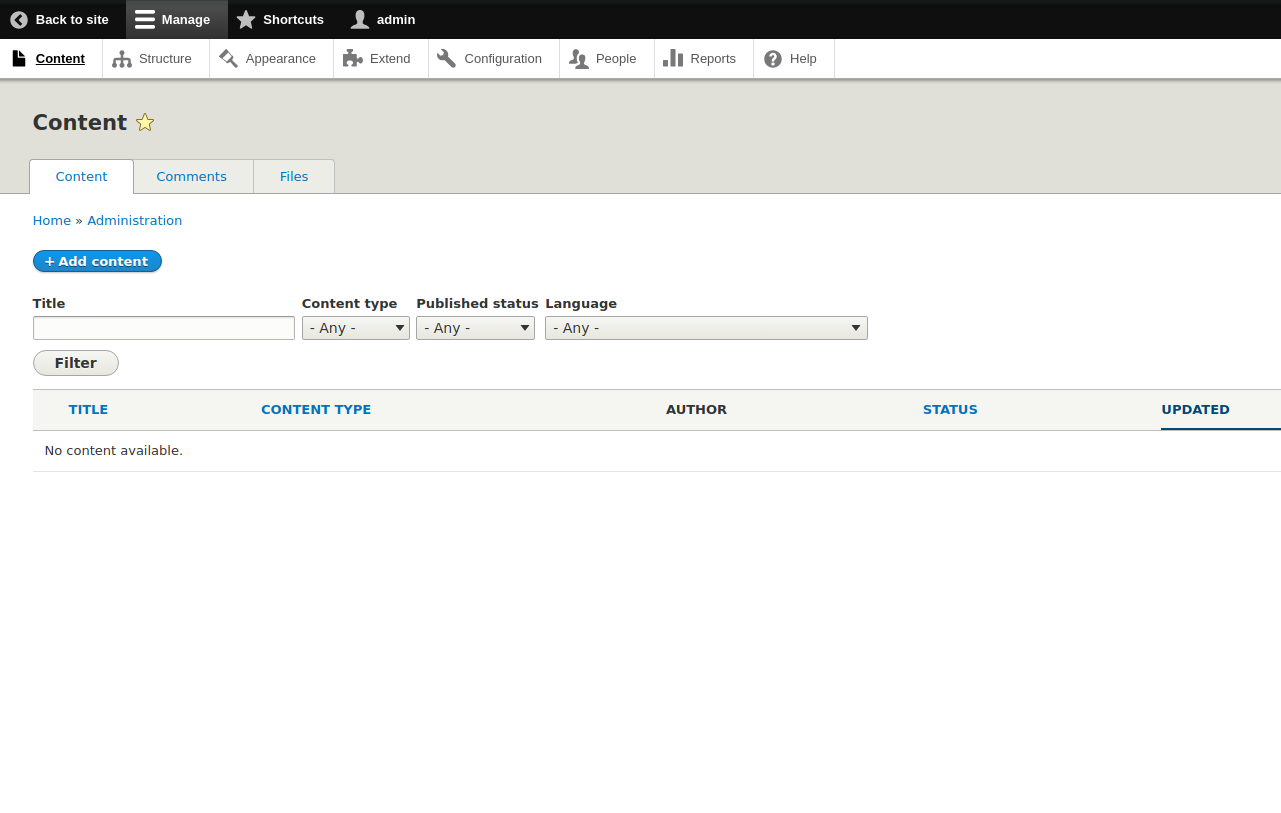 Back to site Manage Shortcuts admin
Content Structure Appearance Extend Configuration People Reports Help
Content
Content Comments Files
Home » Administration
+ Add content
Title Content type Published status Language
- Any - - Any - - Any -
Filter
TITLE CONTENT TYPE AUTHOR STATUS UPDATED
No content available.